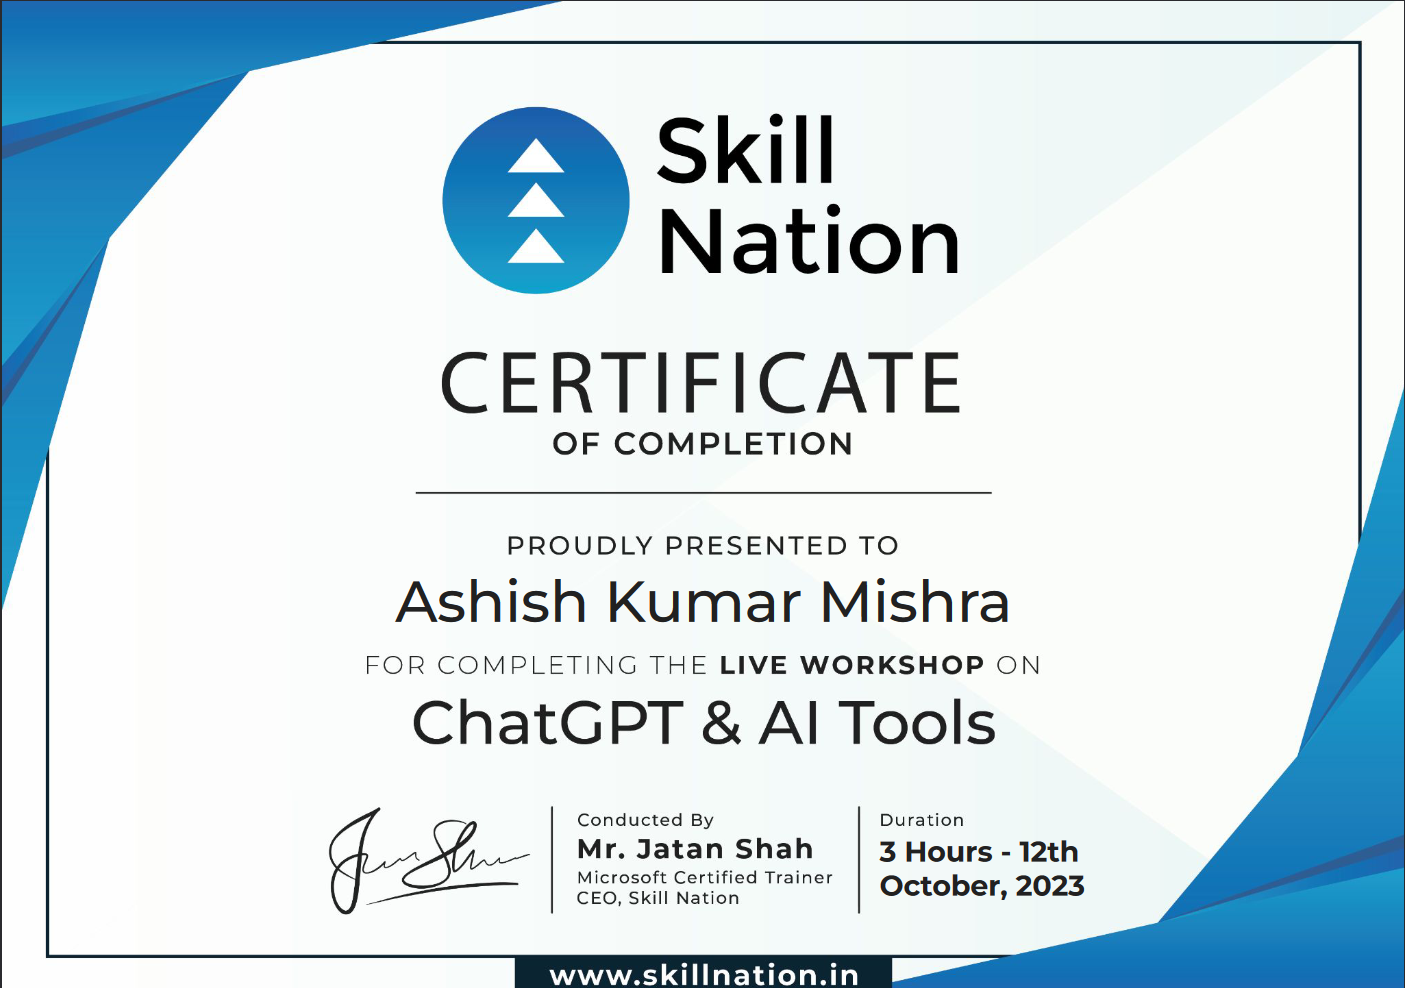 Skill
Nation
CERTIFICATE
OF COMPLETION
PROUDLY PRESENTED TO
Ashish Kumar Mishra
FOR COMPLETING THE LIVE WORKSHOP ON
ChatGPT & AI Tools
Conducted By
Mr. Jatan Shah
Microsoft Certified Trainer
CEO, Skill Nation
Duration
3 Hours - 12th
October, 2023
www.skillnation.in